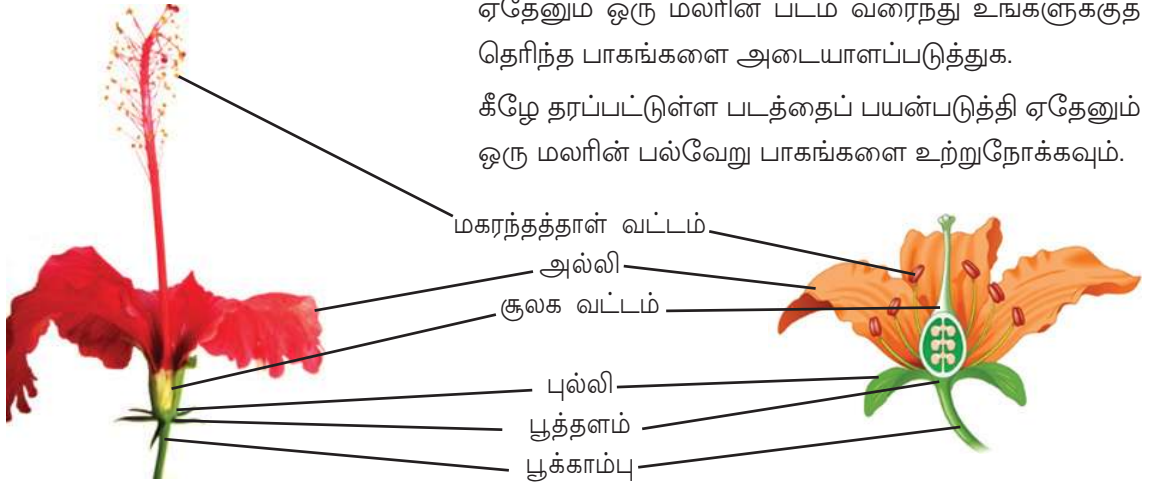 ஏதேனும் ஒரு மலரின் படம் வரைந்து உங்களுக்குத்
தெரிந்த பாகங்களை அடையாளப்படுத்துக.
கீழே தரப்பட்டுள்ள படத்தைப் பயன்படுத்தி ஏதேனும்
ஒரு மலரின் பல்வேறு பாகங்களை உற்றுநோக்கவும்.
மகரந்தத்தாள் வட்டம்
அல்லி
சூலக வட்டம்
புல்லி
பூத்தளம்
பூக்காம்பு